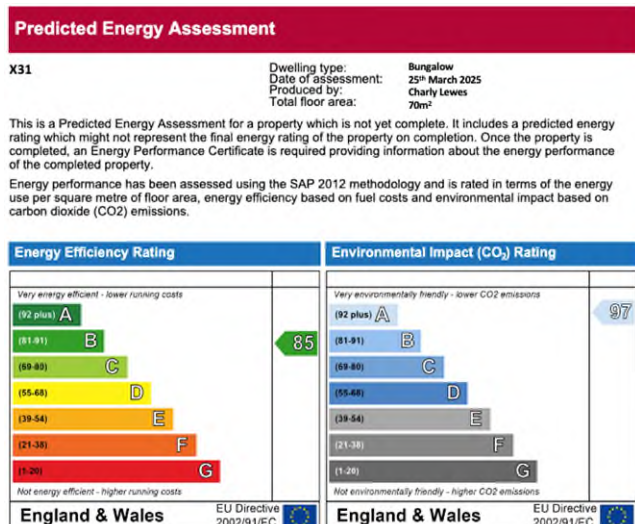 Predicted Energy Assessment
X31
Dwelling type: Bungalow
Date of assessment: 25th March 2025
Produced by: Charly Lewes
Total floor area: 70m²
This is a Predicted Energy Assessment for a property which is not yet complete. It includes a predicted energy
rating which might not represent the final energy rating of the property on completion. Once the property is
completed, an Energy Performance Certificate is required providing information about the energy performance
of the completed property.
Energy performance has been assessed using the SAP 2012 methodology and is rated in terms of the energy
use per square metre of floor area, energy efficiency based on fuel costs and environmental impact based on
carbon dioxide (CO2) emissions.
Energy Efficiency Rating
Very energy efficient - lower running costs
(92 plus) A
(81-91) B
85
(69-80) C
(55-68) D
(39-54) E
(21-38) F
(1-20) G
Not energy efficient - higher running costs
England & Wales
EU Directive
2002/91/EC
Environmental Impact (CO₂) Rating
Very environmentally friendly - lower CO2 emissions
(92 plus) A
97
(81-91) B
(69-80) C
(55-68) D
(39-54) E
(21-38) F
(1-20) G
Not environmentally friendly - higher CO2 emissions
England & Wales
EU Directive
2002/91/EC